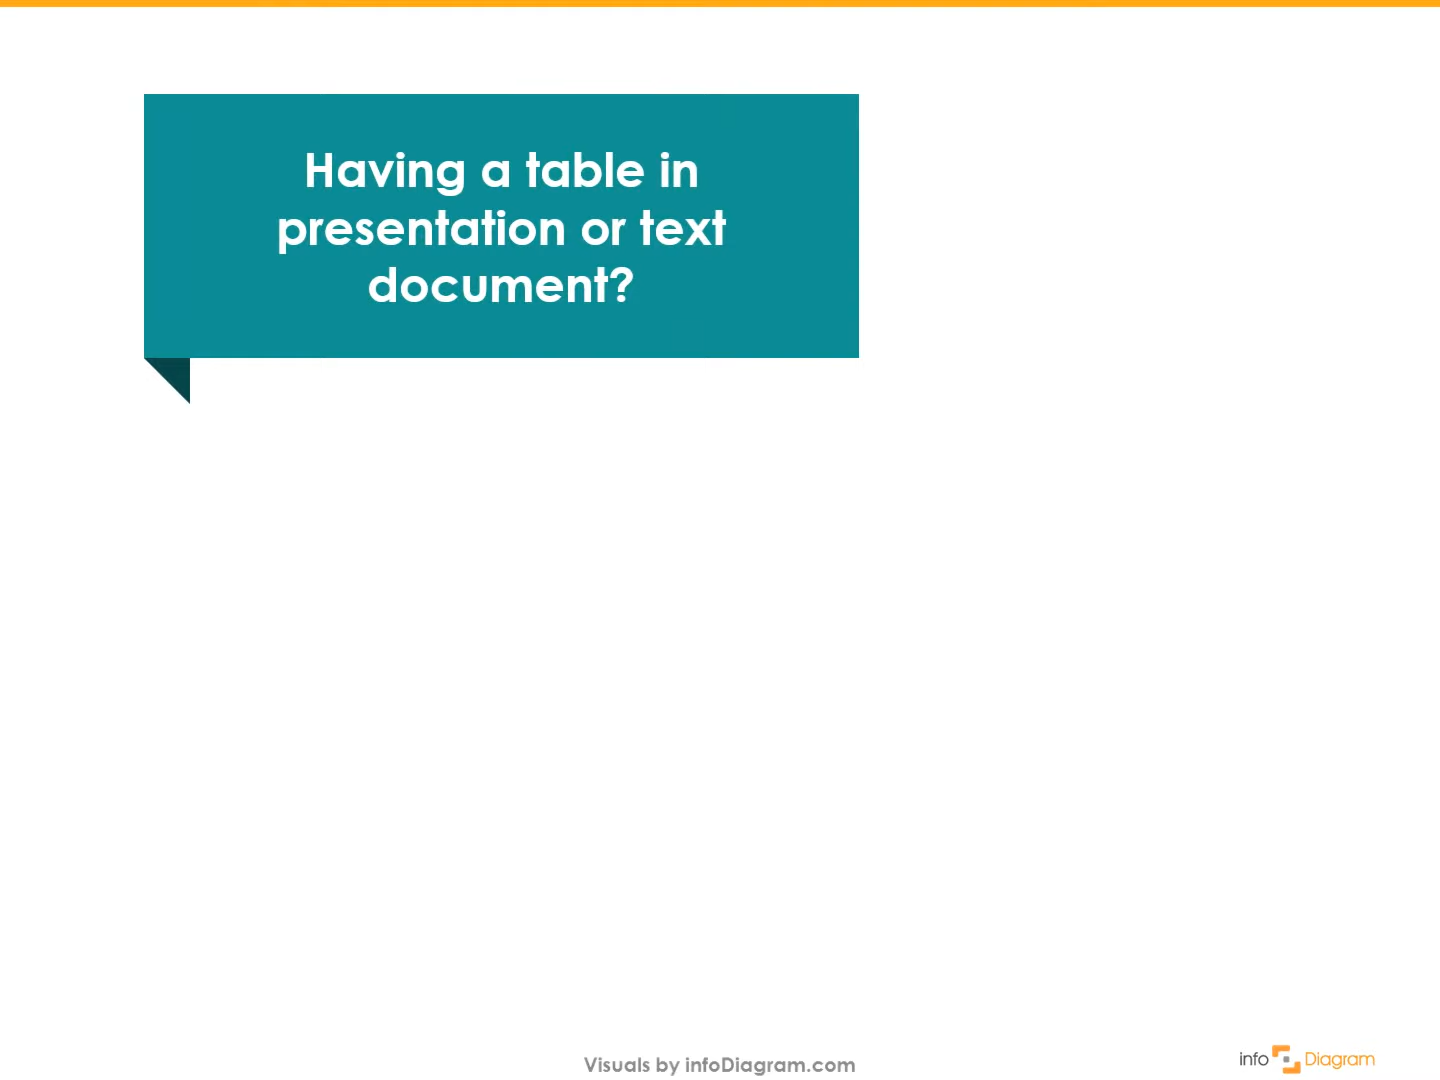 Having a table in
presentation or text
document?
Visuals by infoDiagram.com
info Diagram